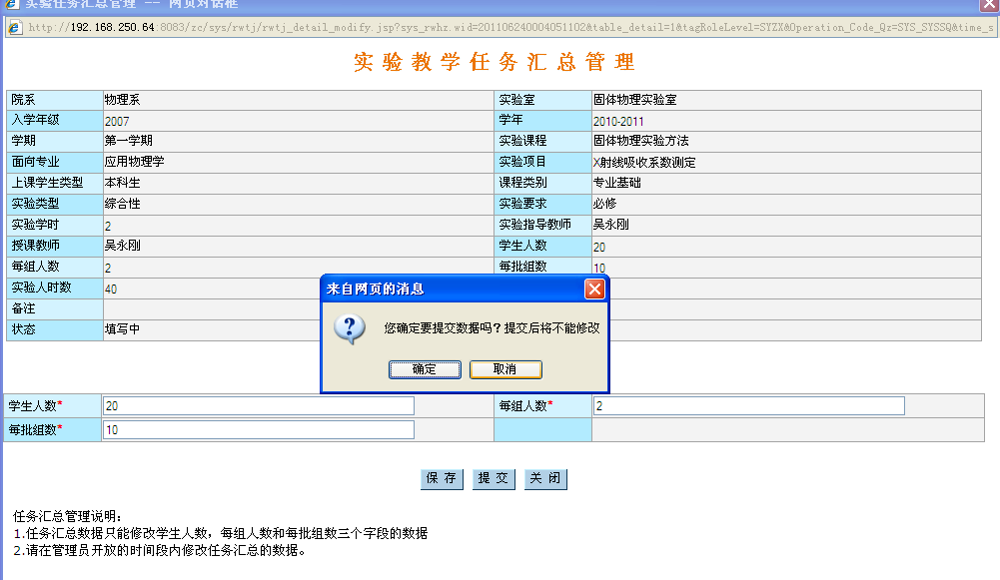 实验任务汇总管理 -- 网页对话框
http://192.168.250.64:8083/zc/sys/rwtj/rwtj_detail_modify.jsp?sys_rwhz.wid=201106240004051102&table_detail=1&tagRoleLevel=SYZX&Operation_Code_Qz=SYS_SYSSQ&time_s
实验教学任务汇总管理
院系 物理系 实验室 固体物理实验室
入学年级 2007 学年 2010-2011
学期 第一学期 实验课程 固体物理实验方法
面向专业 应用物理学 实验项目 X射线吸收系数测定
上课学生类型 本科生 课程类别 专业基础
实验类型 综合性 实验要求 必修
实验学时 2 实验指导教师 吴永刚
授课教师 吴永刚 学生人数 20
每组人数 2 每批组数 10
实验人时数 40
备注
状态 填写中
来自网页的消息
您确定要提交数据吗？提交后将不能修改
确定 取消
学生人数* 20 每组人数* 2
每批组数* 10
保 存 提 交 关 闭
任务汇总管理说明：
1.任务汇总数据只能修改学生人数，每组人数和每批组数三个字段的数据
2.请在管理员开放的时间段内修改任务汇总的数据。